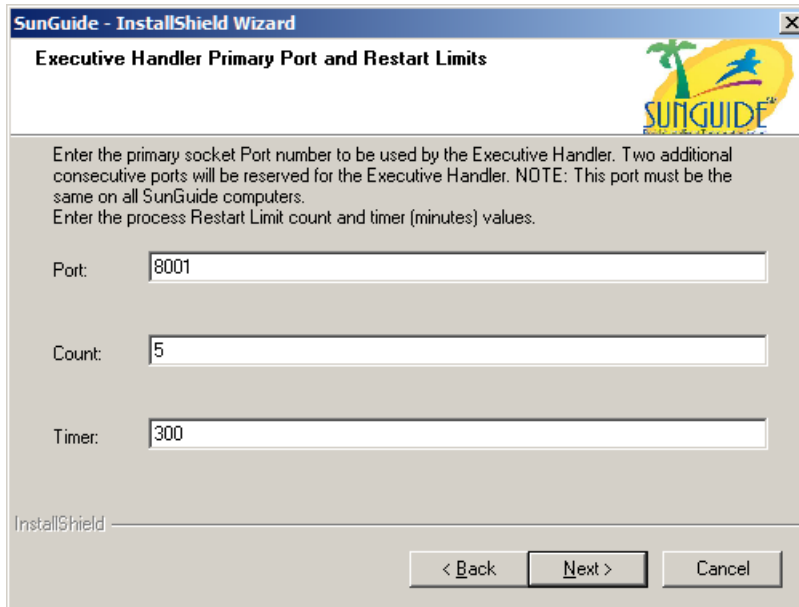 SunGuide - InstallShield Wizard
Executive Handler Primary Port and Restart Limits
SUNGUIDE
Enter the primary socket Port number to be used by the Executive Handler. Two additional
consecutive ports will be reserved for the Executive Handler. NOTE: This port must be the
same on all SunGuide computers.
Enter the process Restart Limit count and timer (minutes) values.
Port: 8001
Count: 5
Timer: 300
InstallShield
< Back Next > Cancel